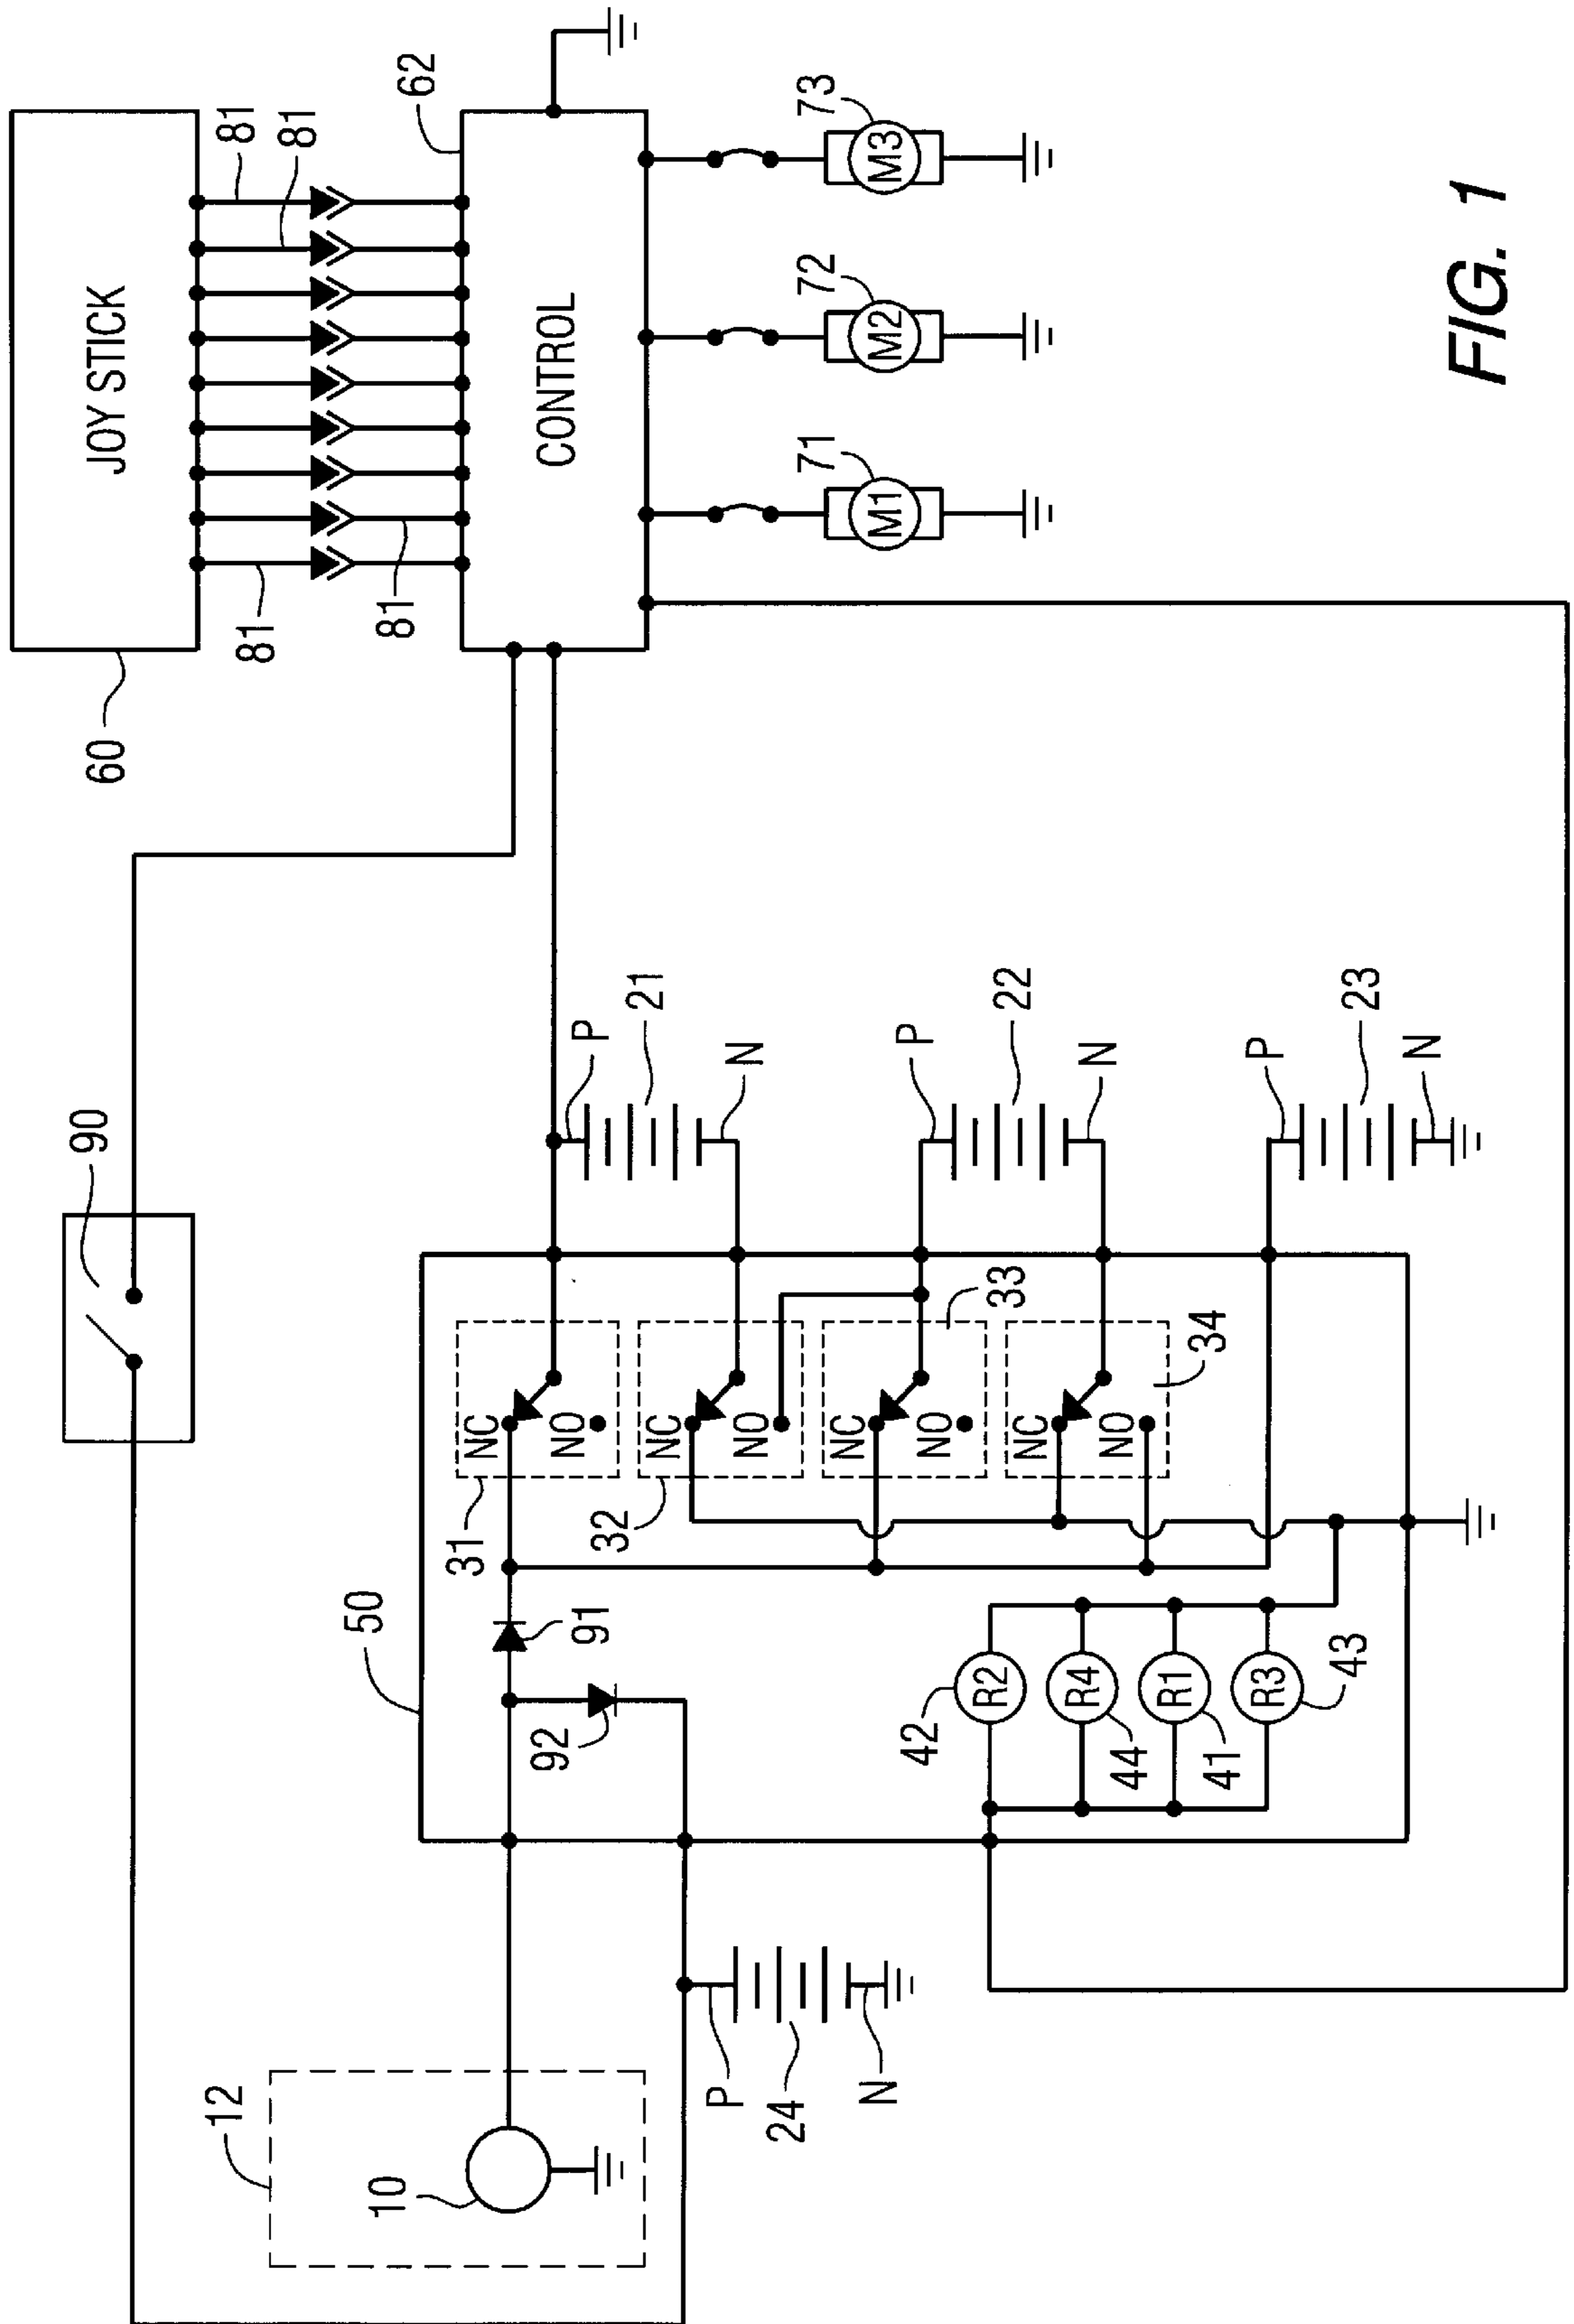 60
JOY STICK
81
81
81
81
62
CONTROL
71
M1
72
M2
73
M3
90
12
10
P
24
N
50
91
92
31
NC
NO
32
NC
NO
33
NC
NO
34
NC
NO
P
21
N
P
22
N
P
23
N
42
R2
44
R4
41
R1
43
R3
FIG. 1